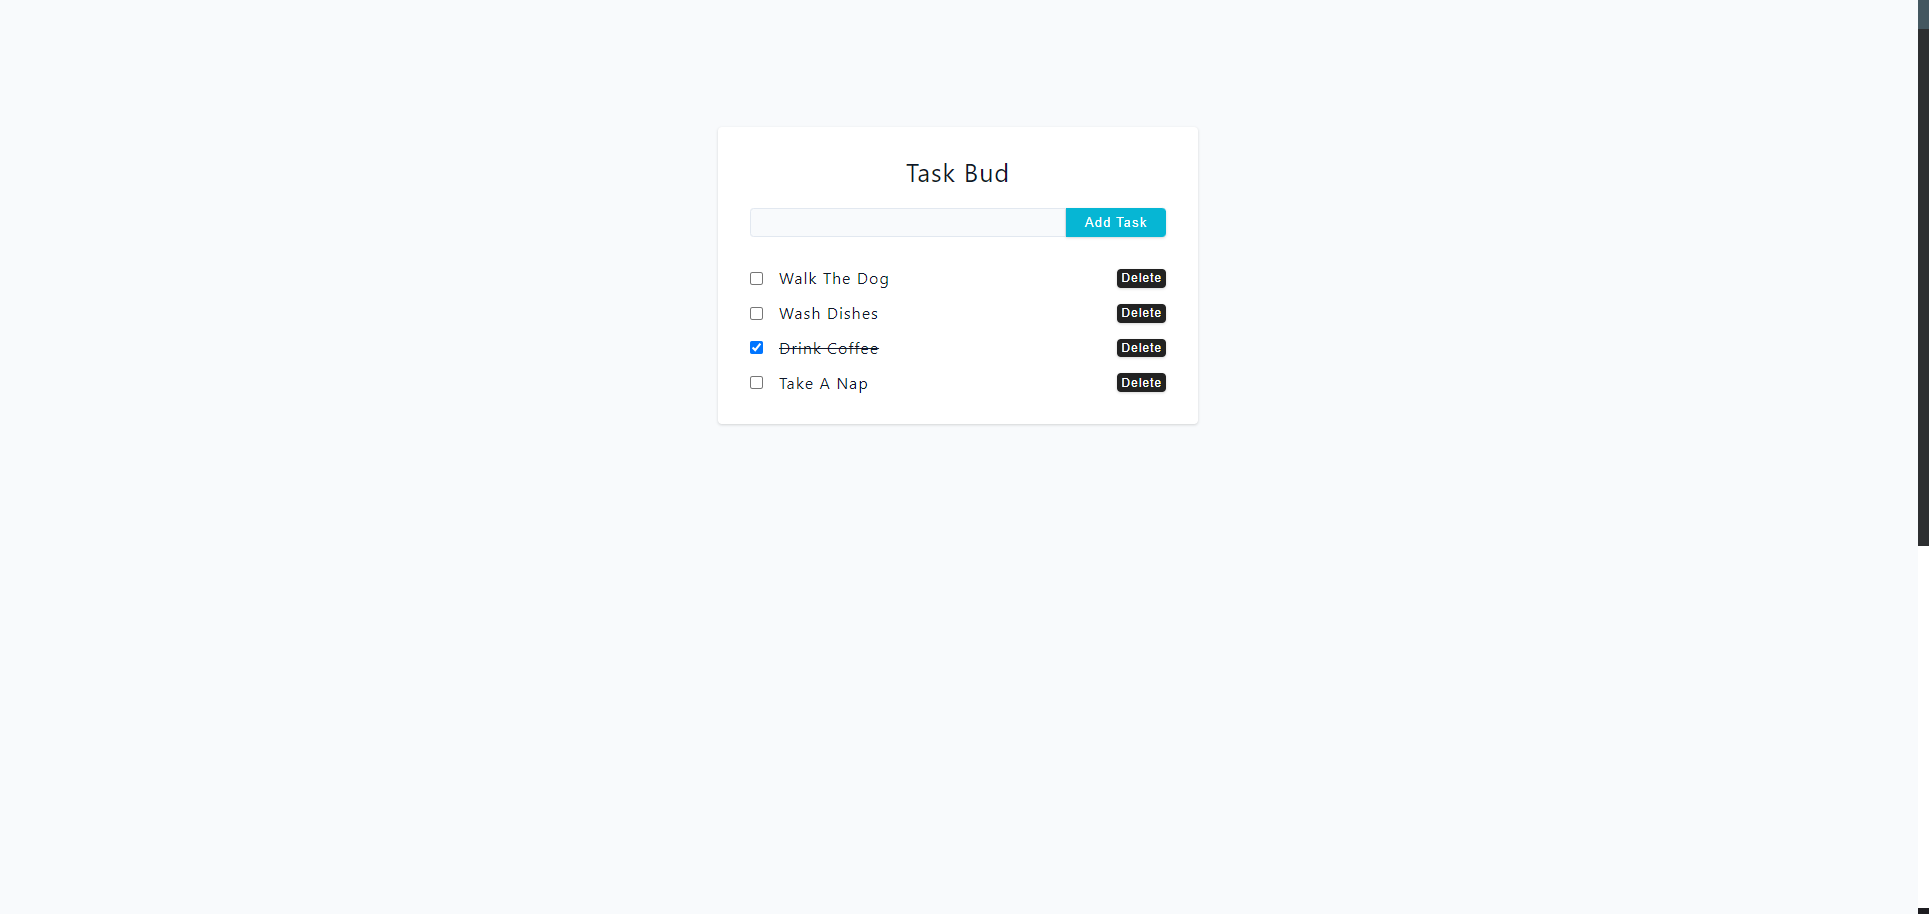 Task Bud
Add Task
Walk The Dog Delete
Wash Dishes Delete
Drink Coffee Delete
Take A Nap Delete